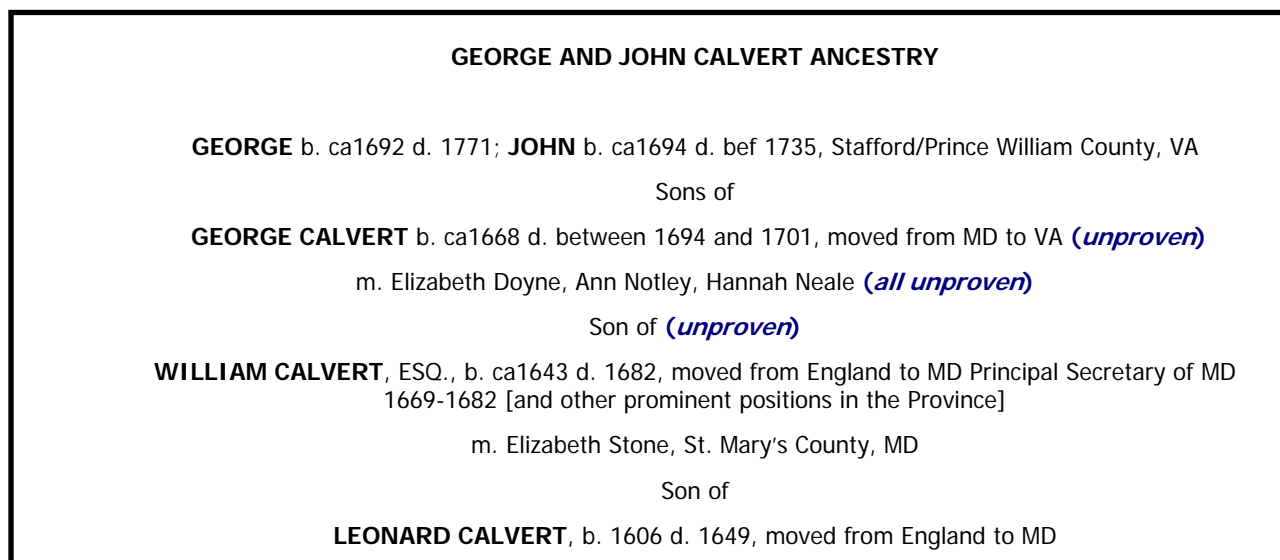 GEORGE AND JOHN CALVERT ANCESTRY
GEORGE b. ca1692 d. 1771; JOHN b. ca1694 d. bef 1735, Stafford/Prince William County, VA
Sons of
GEORGE CALVERT b. ca1668 d. between 1694 and 1701, moved from MD to VA (unproven)
m. Elizabeth Doyne, Ann Notley, Hannah Neale (all unproven)
Son of (unproven)
WILLIAM CALVERT, ESQ., b. ca1643 d. 1682, moved from England to MD Principal Secretary of MD
1669-1682 [and other prominent positions in the Province]
m. Elizabeth Stone, St. Mary's County, MD
Son of
LEONARD CALVERT, b. 1606 d. 1649, moved from England to MD